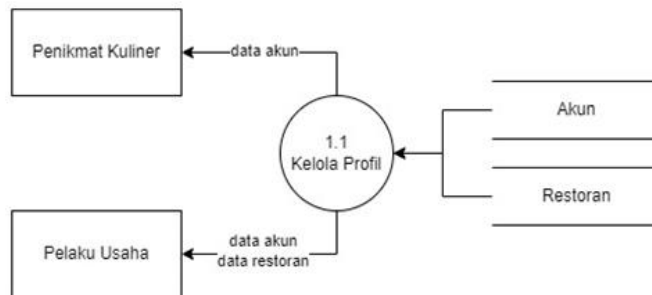 Penikmat Kuliner
data akun
1.1
Kelola Profil
Akun
Restoran
Pelaku Usaha
data akun
data restoran